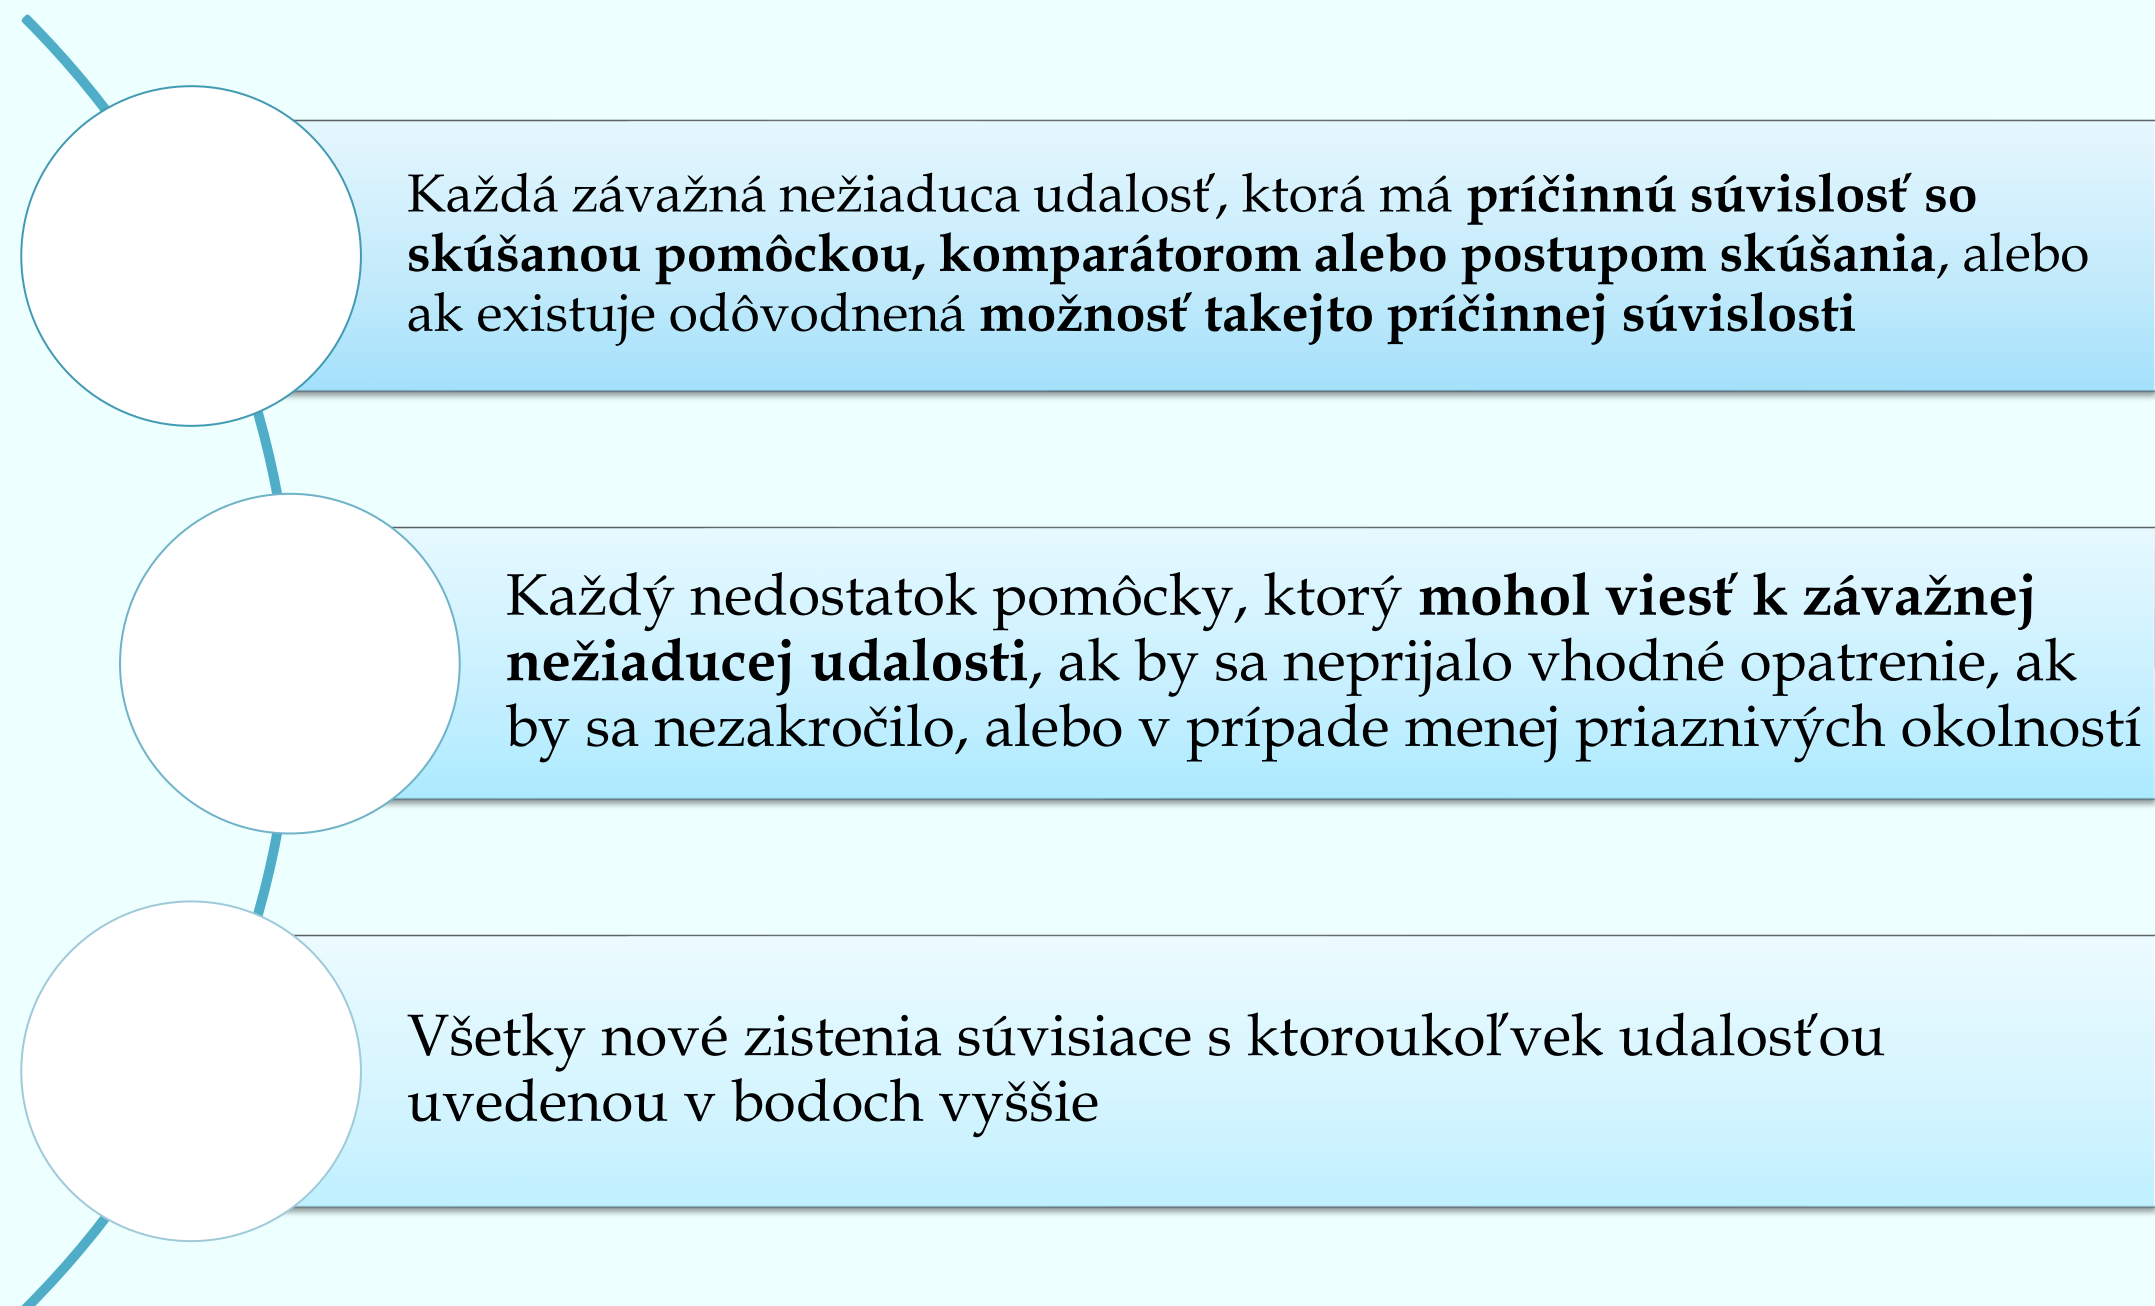 Každá závažná nežiaduca udalosť, ktorá má príčinnú súvislosť so
skúšanou pomôckou, komparátorom alebo postupom skúšania, alebo
ak existuje odôvodnená možnosť takejto príčinnej súvislosti
Každý nedostatok pomôcky, ktorý mohol viesť k závažnej
nežiaducej udalosti, ak by sa neprijalo vhodné opatrenie, ak
by sa nezakročilo, alebo v prípade menej priaznivých okolností
Všetky nové zistenia súvisiace s ktoroukoľvek udalosťou
uvedenou v bodoch vyššie